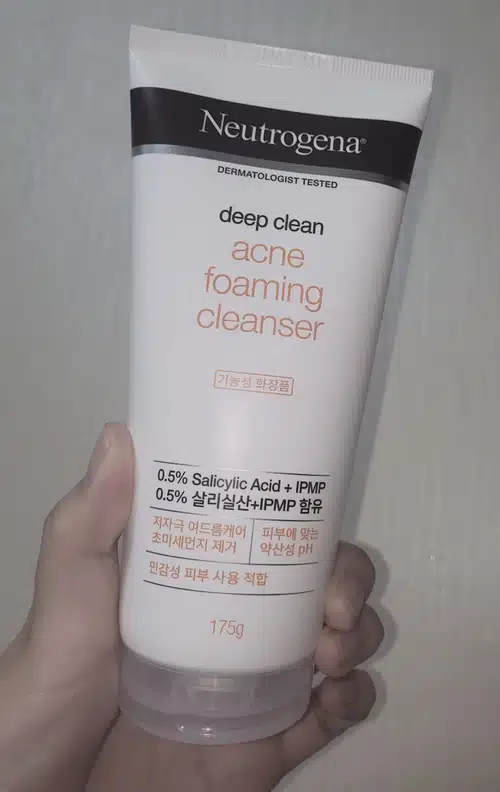 Neutrogena®
DERMATOLOGIST TESTED
deep clean
acne
foaming
cleanser
기능성 화장품
0.5% Salicylic Acid + IPMP
0.5% 살리실산+IPMP 함유
저자극 여드름케어
초미세먼지 제거
피부에 맞는
약산성 pH
민감성 피부 사용 적합
175g